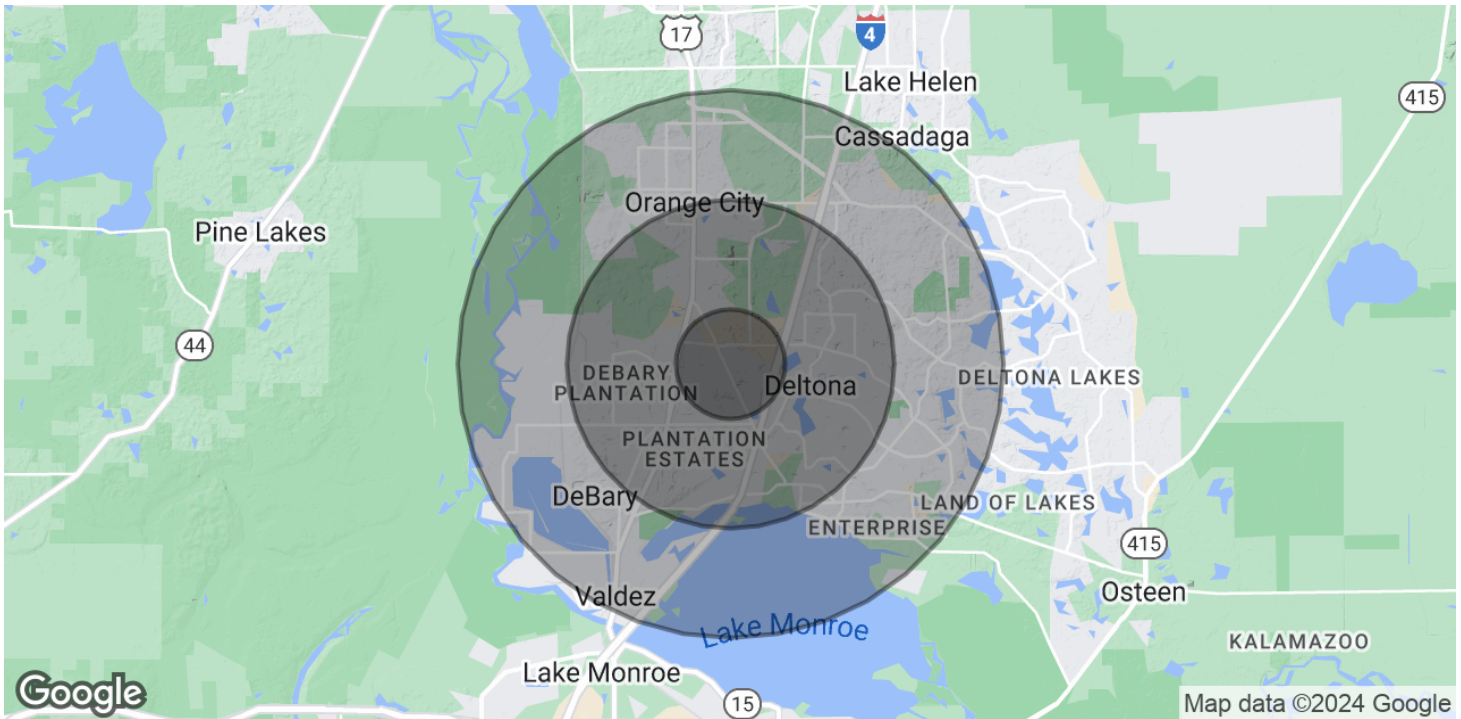 17
4
Lake Helen
415
Cassadaga
Orange City
Pine Lakes
44
DEBARY
PLANTATION
Deltona
DELTONA LAKES
PLANTATION
ESTATES
DeBary
LAND OF LAKES
ENTERPRISE
415
Valdez
Osteen
Lake Monroe
KALAMAZOO
Lake Monroe
15
Google
Map data ©2024 Google